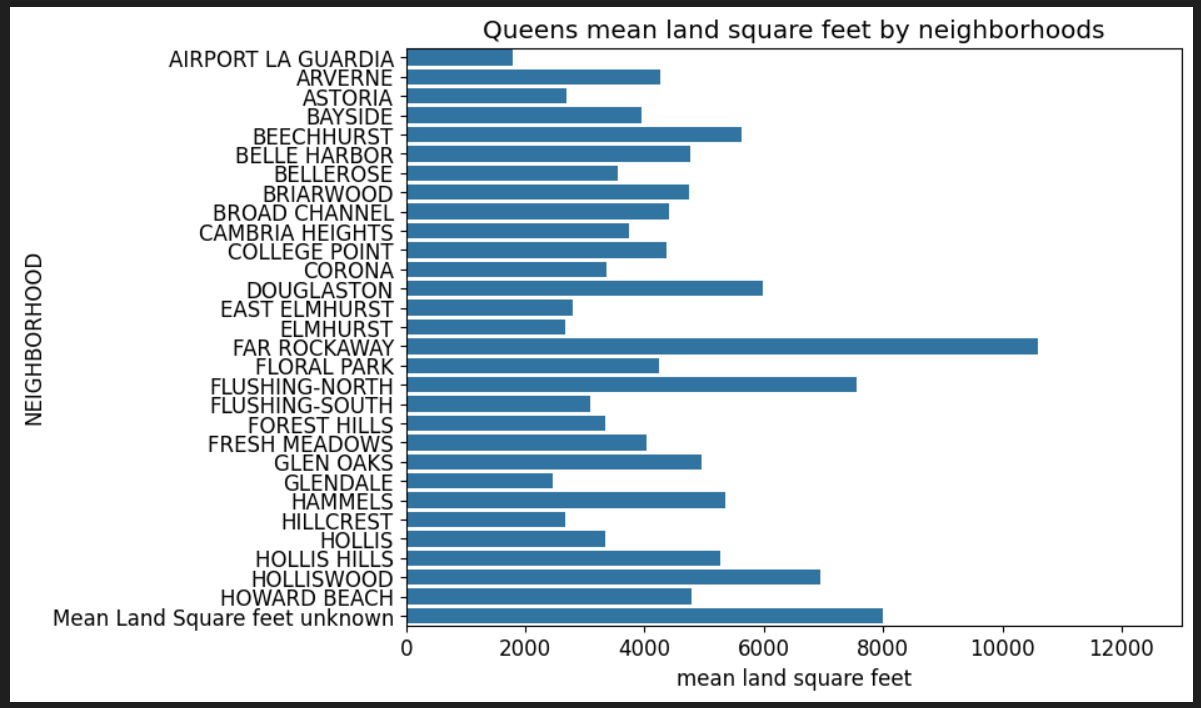 Queens mean land square feet by neighborhoods
NEIGHBORHOOD
AIRPORT LA GUARDIA
ARVERNE
ASTORIA
BAYSIDE
BEECHHURST
BELLE HARBOR
BELLEROSE
BRIARWOOD
BROAD CHANNEL
CAMBRIA HEIGHTS
COLLEGE POINT
CORONA
DOUGLASTON
EAST ELMHURST
ELMHURST
FAR ROCKAWAY
FLORAL PARK
FLUSHING-NORTH
FLUSHING-SOUTH
FOREST HILLS
FRESH MEADOWS
GLEN OAKS
GLENDALE
HAMMELS
HILLCREST
HOLLIS
HOLLIS HILLS
HOLLISWOOD
HOWARD BEACH
Mean Land Square feet unknown
0 2000 4000 6000 8000 10000 12000
mean land square feet